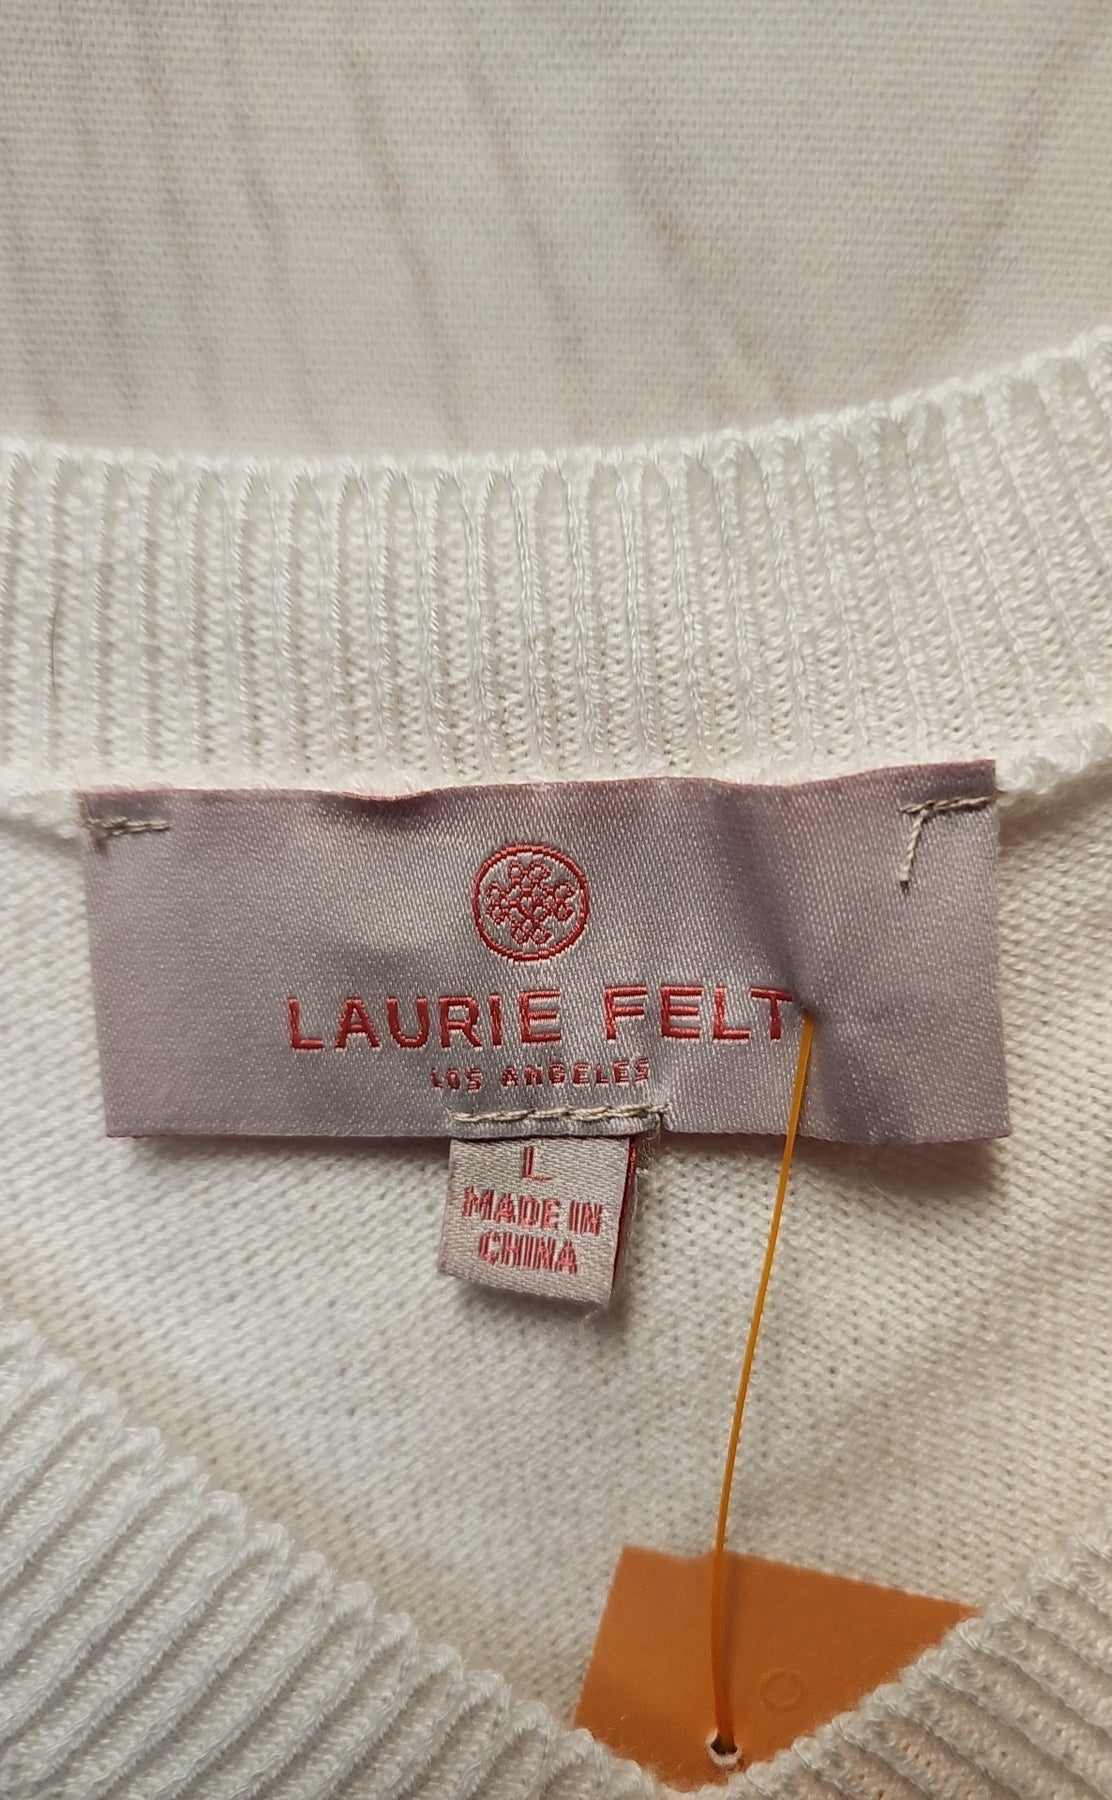 LAURIE FELT
LOS ANGELES
L
MADE IN
CHINA